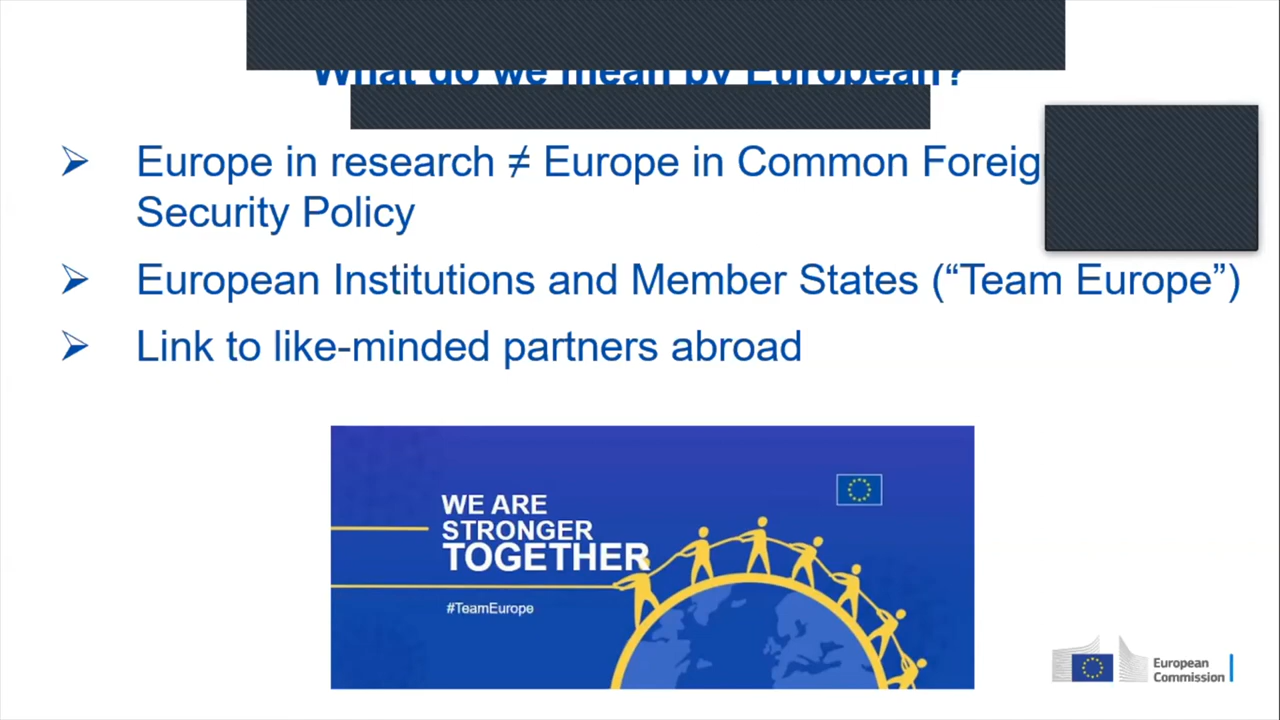 What do we mean by European?
Europe in research ≠ Europe in Common Foreig
Security Policy
European Institutions and Member States (“Team Europe”)
Link to like-minded partners abroad
WE ARE
STRONGER
TOGETHER
#TeamEurope
European
Commission